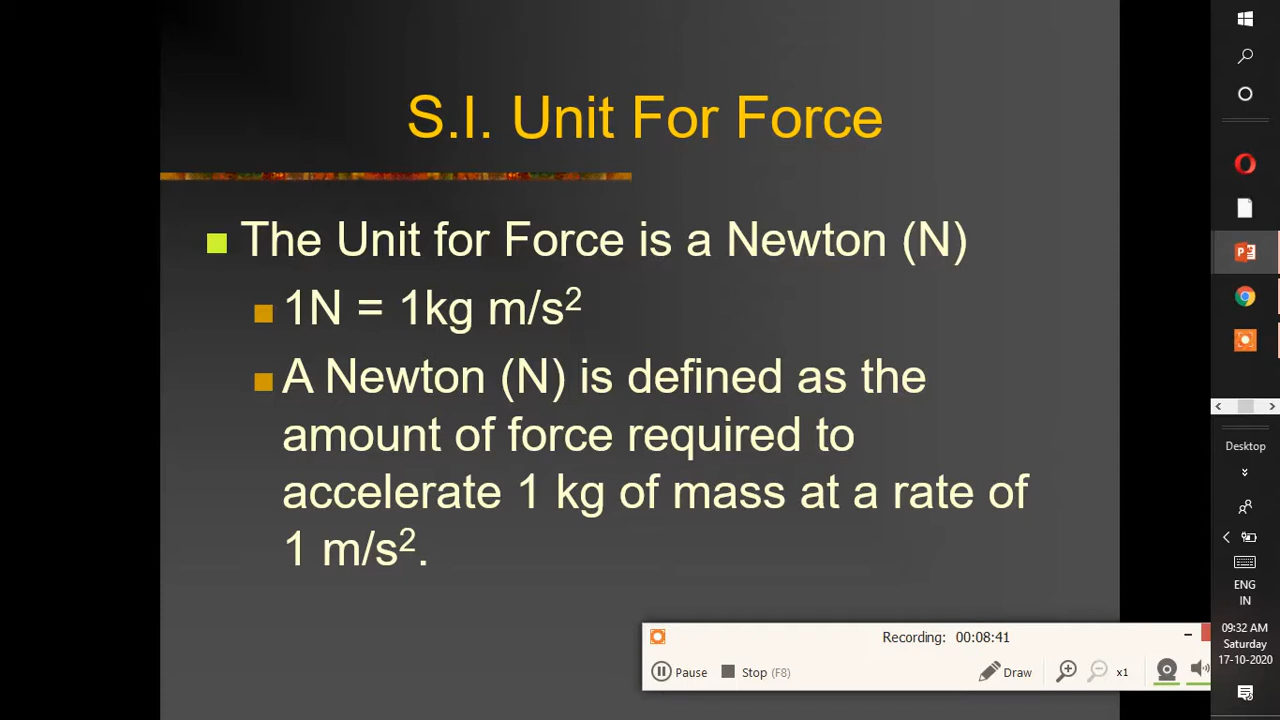 S.I. Unit For Force
The Unit for Force is a Newton (N)
1N = 1kg m/s²
A Newton (N) is defined as the
amount of force required to
accelerate 1 kg of mass at a rate of
1 m/s².
Recording: 00:08:41
Pause Stop (F8) Draw x1
Desktop
ENG
IN
09:32 AM
Saturday
17-10-2020